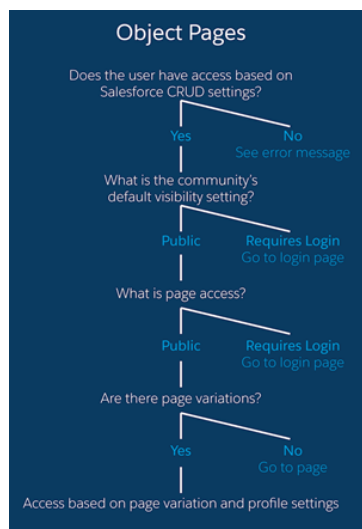 Object Pages
Does the user have access based on
Salesforce CRUD settings?
Yes
No
See error message
What is the community's
default visibility setting?
Public
Requires Login
Go to login page
What is page access?
Public
Requires Login
Go to login page
Are there page variations?
Yes
No
Go to page
Access based on page variation and profile settings